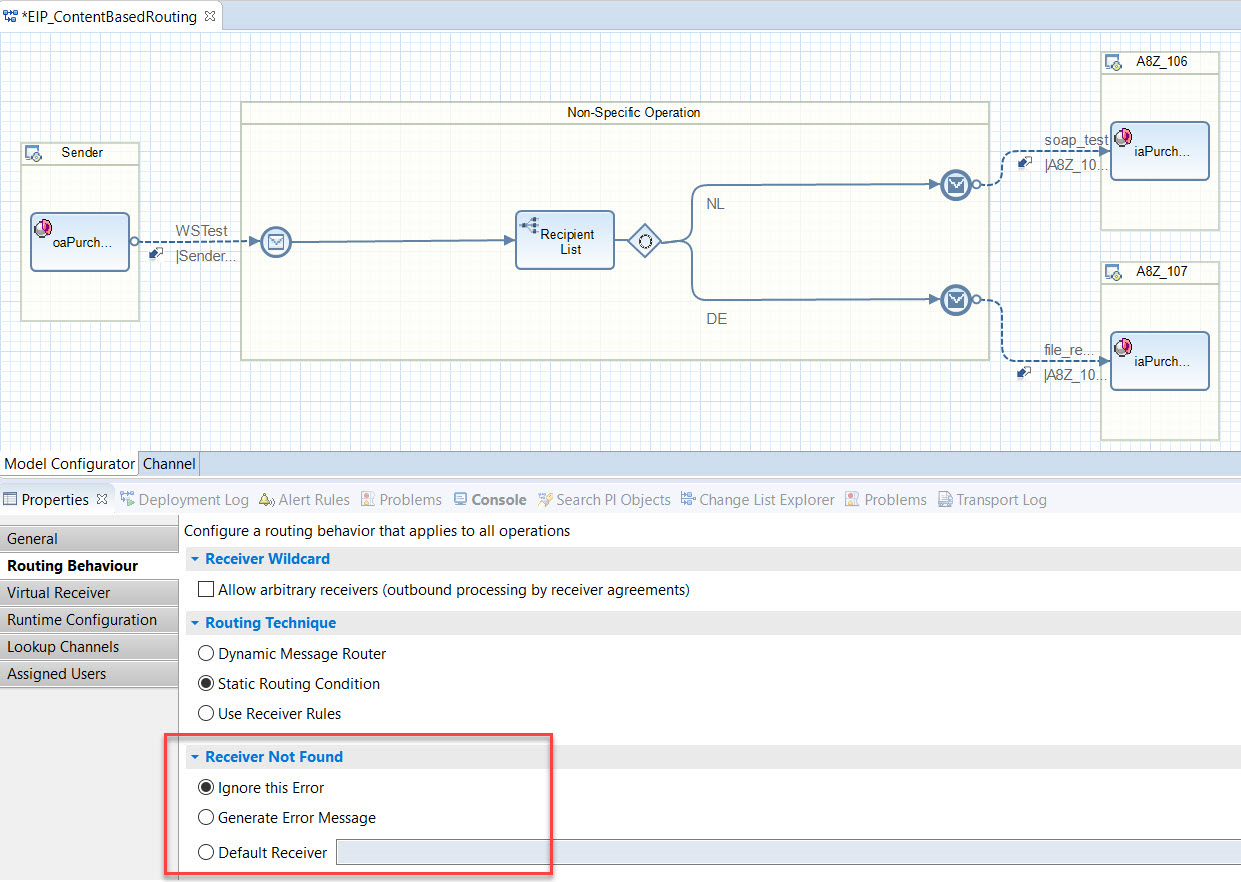 *EIP_ContentBasedRouting
A8Z_106
Non-Specific Operation
soap_test
iaPurch...
|A8Z_10...
Sender
NL
WSTest
oaPurch...
|Sender...
Recipient
List
A8Z_107
DE
file_re...
iaPurch...
|A8Z_10...
Model Configurator
Channel
Properties
Deployment Log
Alert Rules
Problems
Console
Search PI Objects
Change List Explorer
Problems
Transport Log
General
Routing Behaviour
Virtual Receiver
Runtime Configuration
Lookup Channels
Assigned Users
Configure a routing behavior that applies to all operations
Receiver Wildcard
Allow arbitrary receivers (outbound processing by receiver agreements)
Routing Technique
Dynamic Message Router
Static Routing Condition
Use Receiver Rules
Receiver Not Found
Ignore this Error
Generate Error Message
Default Receiver